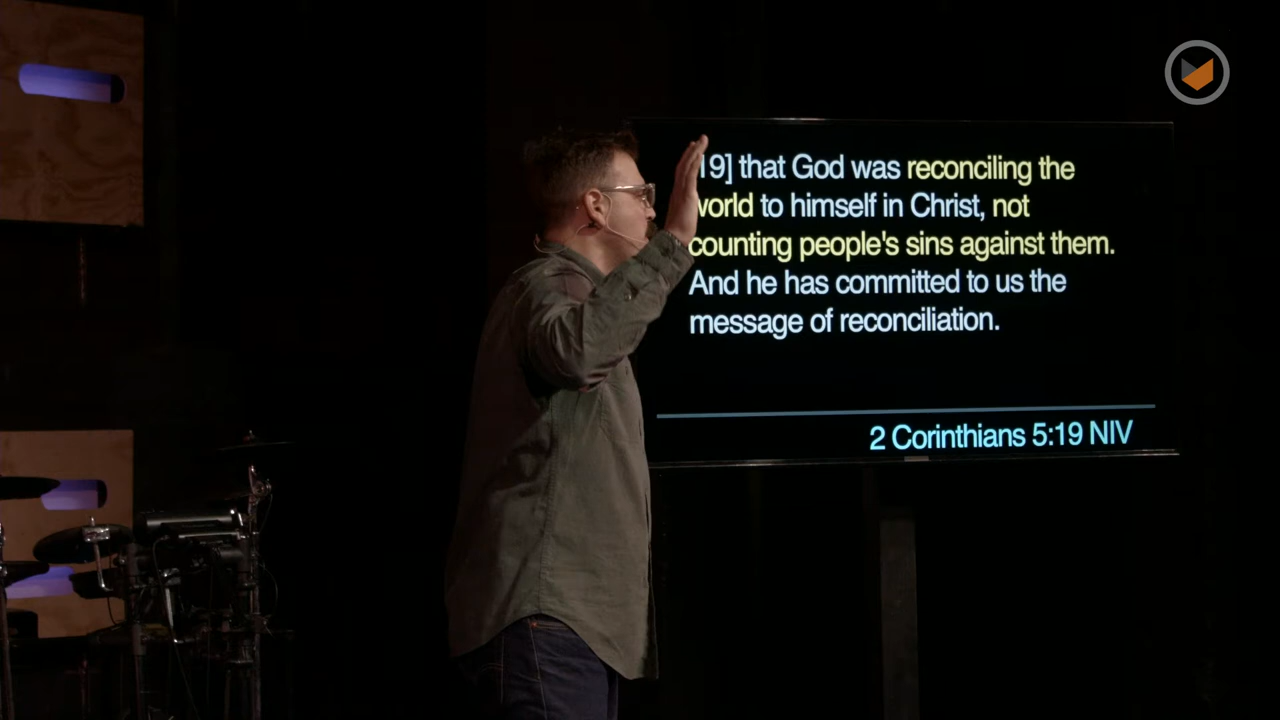 19] that God was reconciling the
world to himself in Christ, not
counting people's sins against them.
And he has committed to us the
message of reconciliation.
2 Corinthians 5:19 NIV